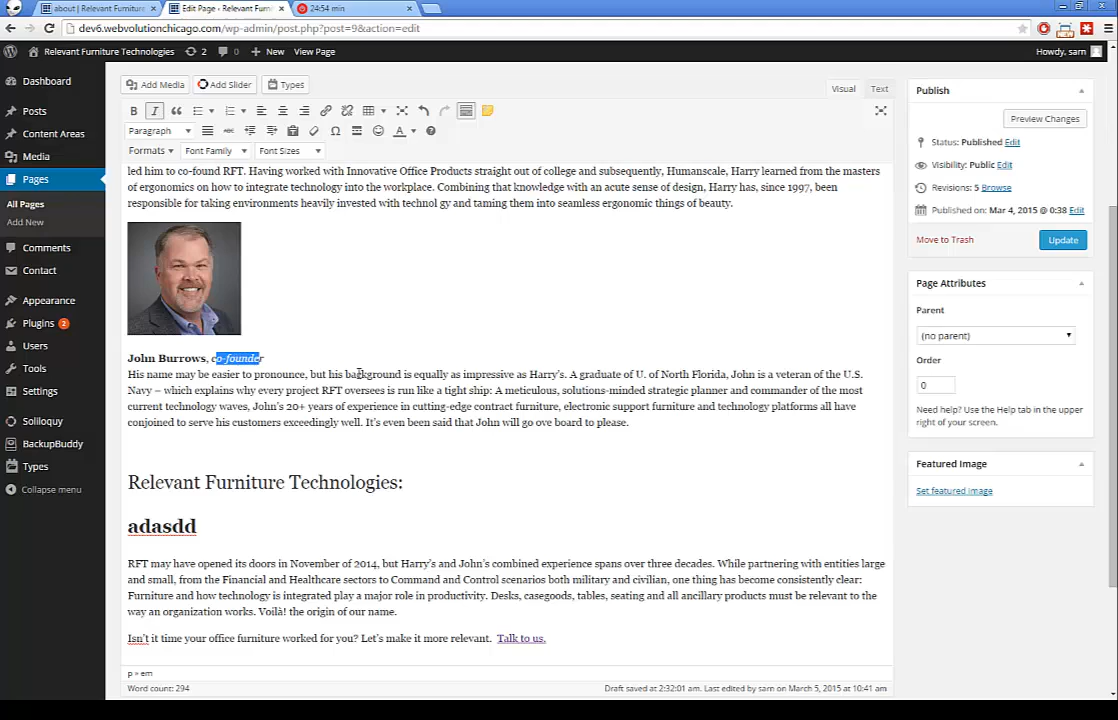 about | Relevant Furniture × Edit Page ‹ Relevant Furni × 24:54 min ×
dev6.webvolutionchicago.org/wp-admin/post.php?post=9&action=edit
NEW
Relevant Furniture Technologies 2 0 New View Page Howdy, sarn
Dashboard
Posts
Content Areas
Media
Pages
All Pages
Add New
Comments
Contact
Appearance
Plugins 2
Users
Tools
Settings
Soliloquy
BackupBuddy
Types
Collapse menu
Add Media Add Slider Types
Visual Text
B I
Paragraph ABC Ω A
Formats Font Family Font Sizes
led him to co-found RFT. Having worked with Innovative Office Products straight out of college and subsequently, Humanscale, Harry learned from the masters
of ergonomics on how to integrate technology into the workplace. Combining that knowledge with an acute sense of design, Harry has, since 1997, been
responsible for taking environments heavily invested with technol gy and taming them into seamless ergonomic things of beauty.
John Burrows, co-founder
His name may be easier to pronounce, but his background is equally as impressive as Harry's. A graduate of U. of North Florida, John is a veteran of the U.S.
Navy – which explains why every project RFT oversees is run like a tight ship: A meticulous, solutions-minded strategic planner and commander of the most
current technology waves, John's 20+ years of experience in cutting-edge contract furniture, electronic support furniture and technology platforms all have
conjoined to serve his customers exceedingly well. It's even been said that John will go ove board to please.
Relevant Furniture Technologies:
adasdd
RFT may have opened its doors in November of 2014, but Harry's and John's combined experience spans over three decades. While partnering with entities large
and small, from the Financial and Healthcare sectors to Command and Control scenarios both military and civilian, one thing has become consistently clear:
Furniture and how technology is integrated play a major role in productivity. Desks, casegoods, tables, seating and all ancillary products must be relevant to the
way an organization works. Voilà! the origin of our name.
Isn't it time your office furniture worked for you? Let's make it more relevant. Talk to us.
p » em
Word count: 294 Draft saved at 2:32:01 am. Last edited by sarn on March 5, 2015 at 10:41 am
Publish
Preview Changes
Status: Published Edit
Visibility: Public Edit
Revisions: 5 Browse
Published on: Mar 4, 2015 @ 0:38 Edit
Move to Trash Update
Page Attributes
Parent
(no parent)
Order
0
Need help? Use the Help tab in the upper
right of your screen.
Featured Image
Set featured image